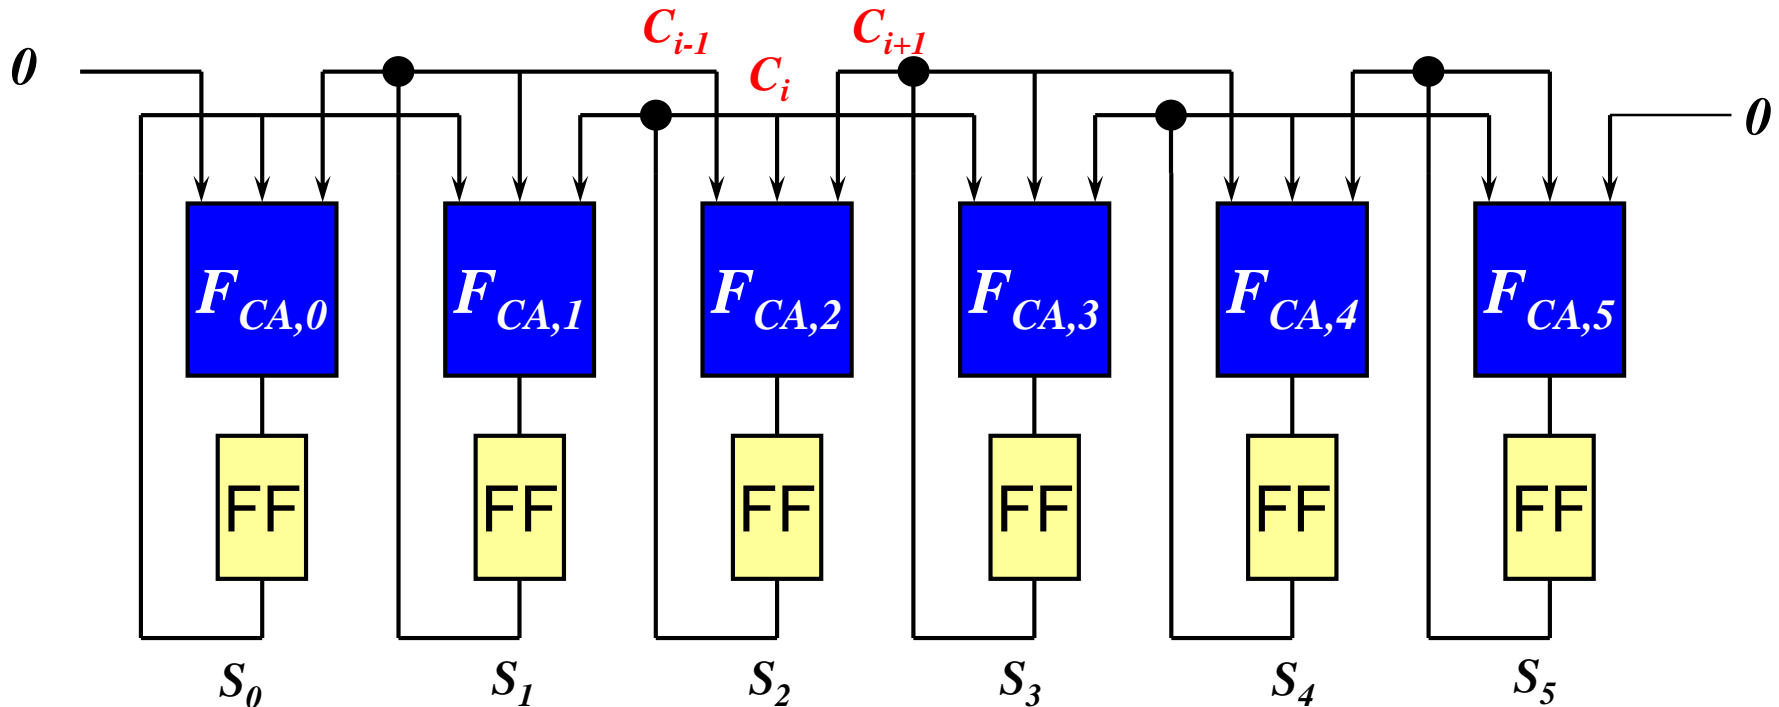 C_{i-1} C_{i+1}
0 C_i
0
F_{CA,0} F_{CA,1} F_{CA,2} F_{CA,3} F_{CA,4} F_{CA,5}
FF FF FF FF FF FF
S_0 S_1 S_2 S_3 S_4 S_5